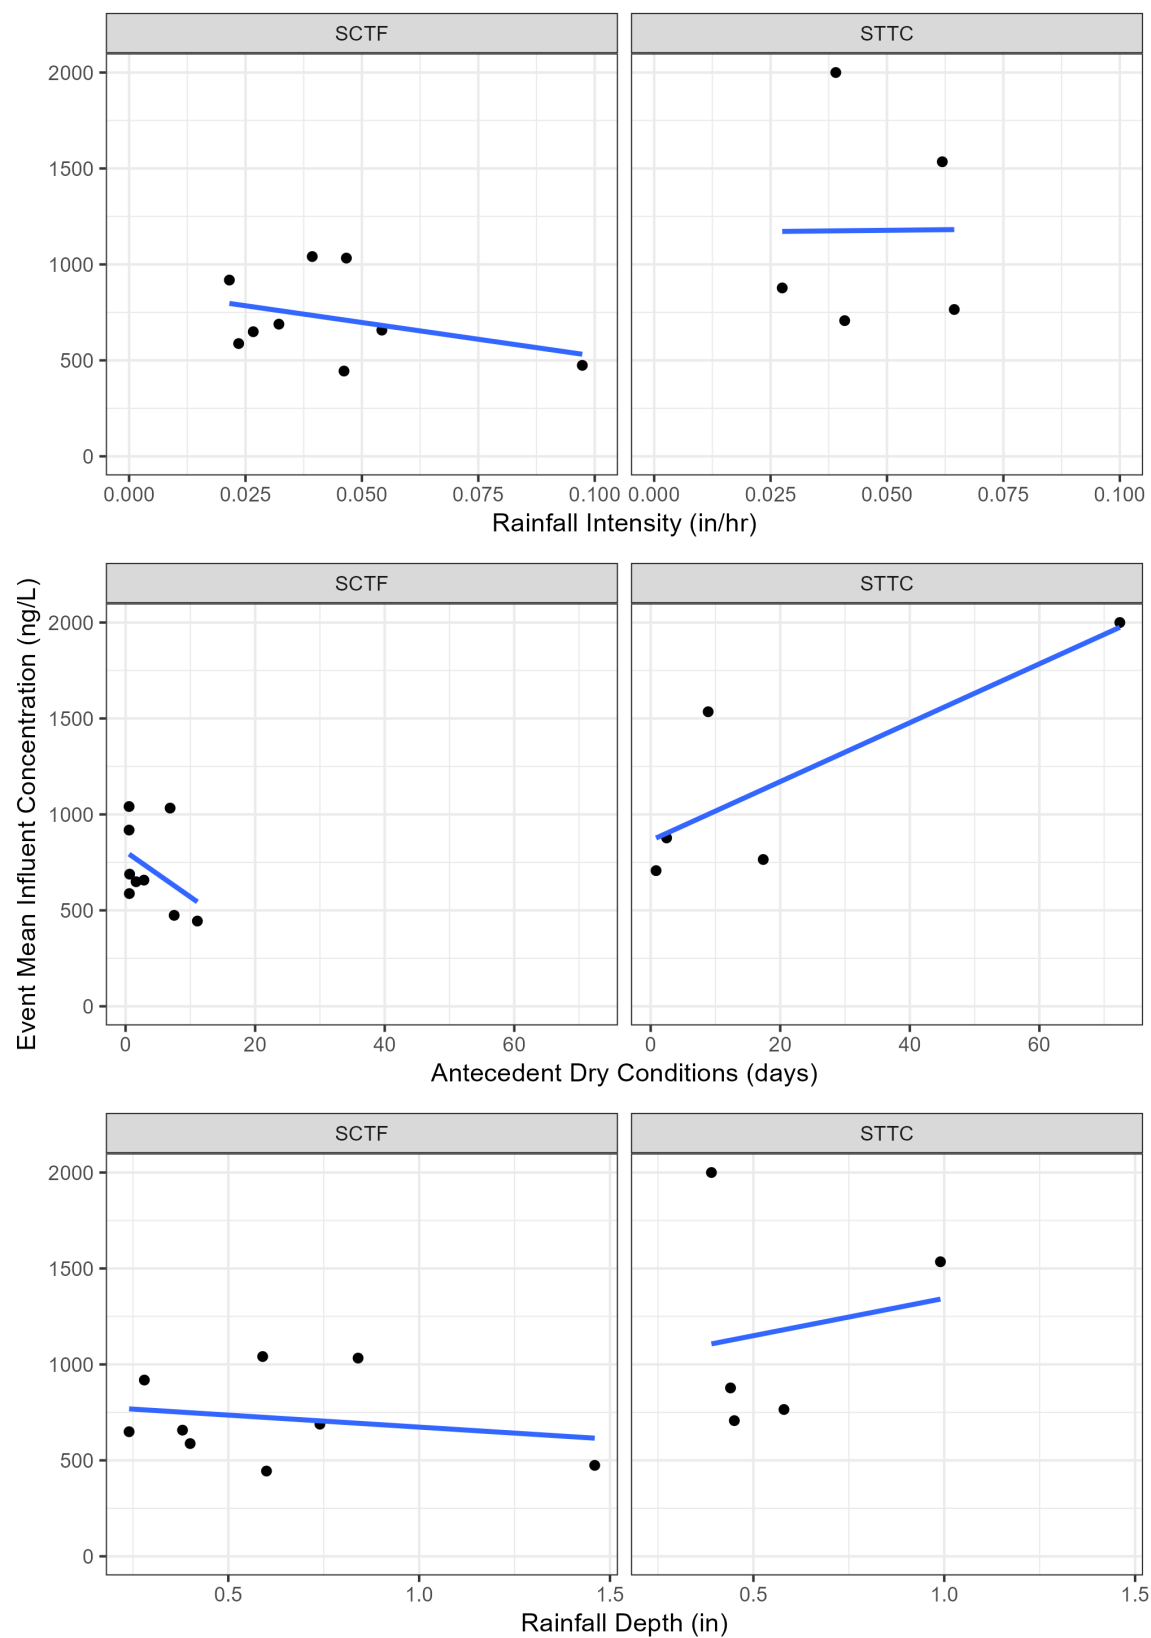 SCTF STTC
2000
1500
1000
500
0
0.000 0.025 0.050 0.075 0.100 0.000 0.025 0.050 0.075 0.100
Rainfall Intensity (in/hr)
Event Mean Influent Concentration (ng/L)
SCTF STTC
2000
1500
1000
500
0
0 20 40 60 0 20 40 60
Antecedent Dry Conditions (days)
SCTF STTC
2000
1500
1000
500
0
0.5 1.0 1.5 0.5 1.0 1.5
Rainfall Depth (in)